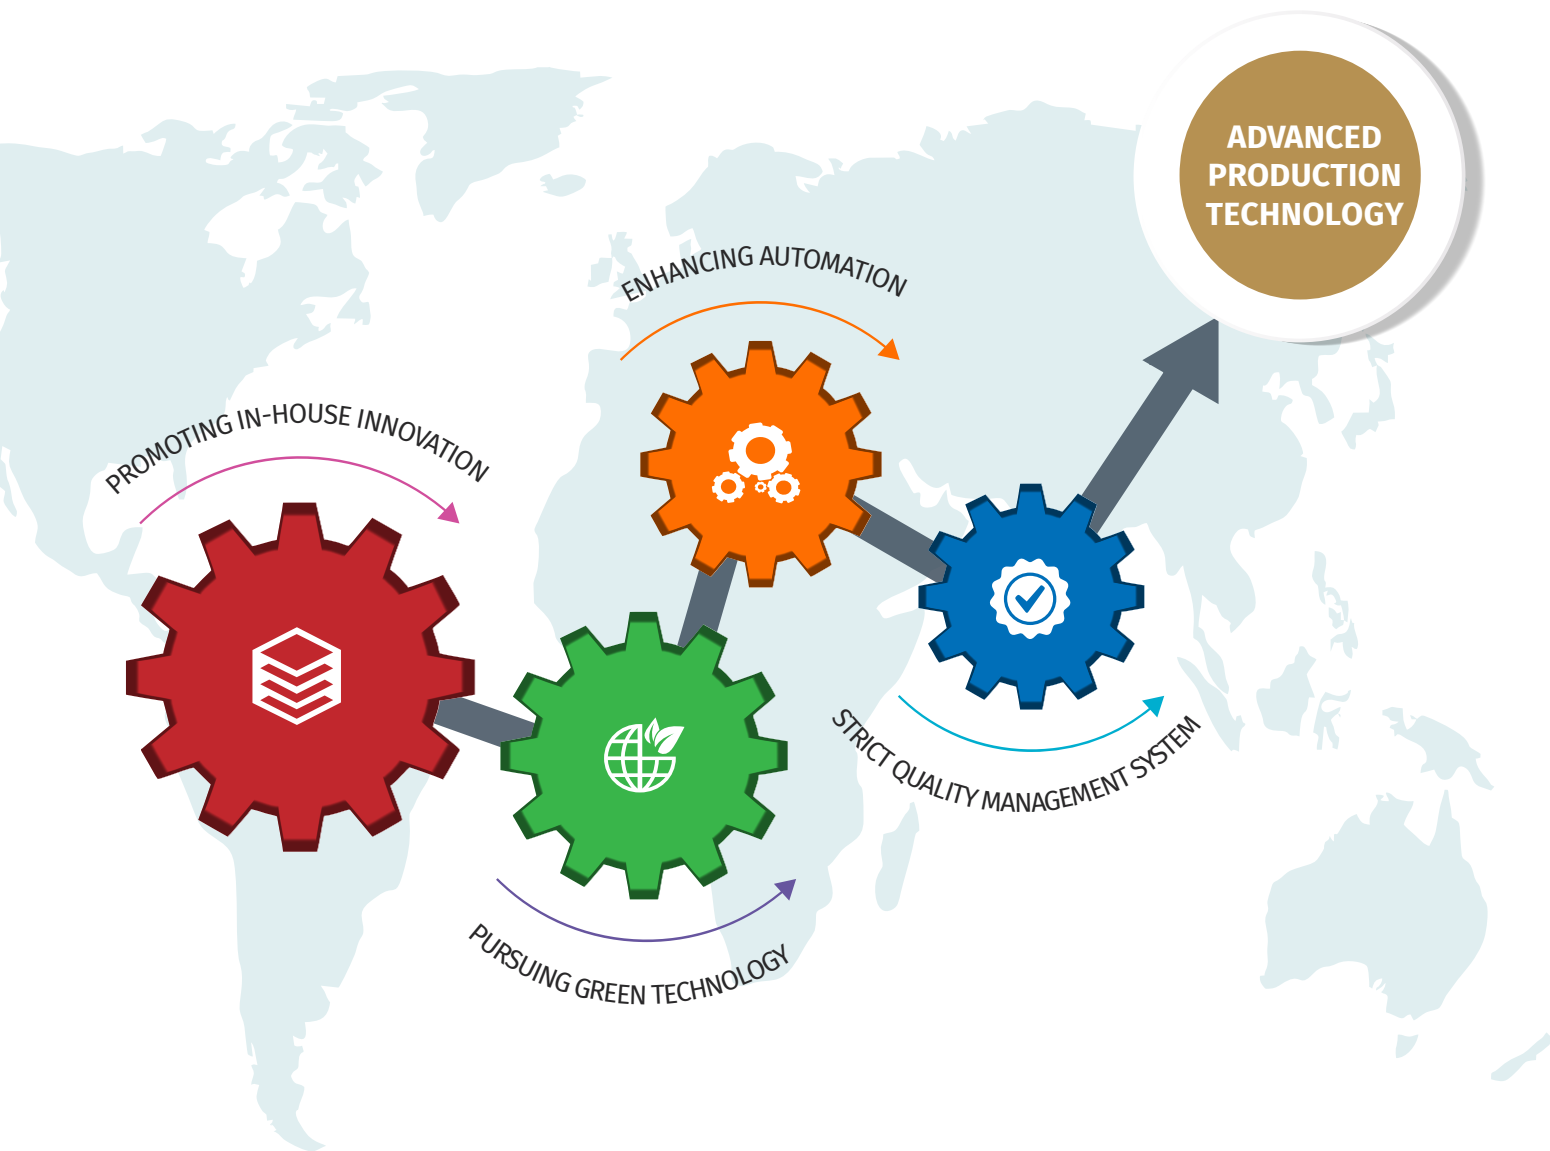 ADVANCED
PRODUCTION
TECHNOLOGY
ENHANCING AUTOMATION
PROMOTING IN-HOUSE INNOVATION
STRICT QUALITY MANAGEMENT SYSTEM
PURSUING GREEN TECHNOLOGY